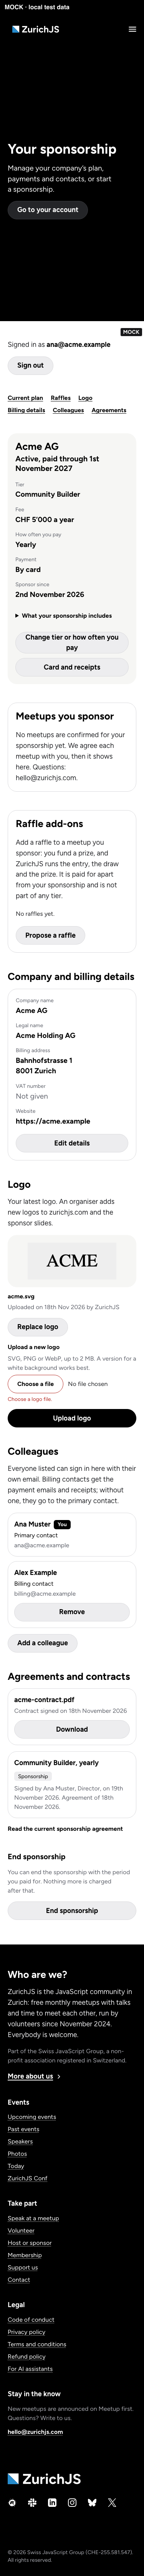 MOCK · local test data
ZurichJS
Your sponsorship
Manage your company's plan,
payments and contacts, or start
a sponsorship.
Go to your account
MOCK
Signed in as ana@acme.example
Sign out
Current plan Raffles Logo
Billing details Colleagues Agreements
Acme AG
Active, paid through 1st
November 2027
Tier
Community Builder
Fee
CHF 5'000 a year
How often you pay
Yearly
Payment
By card
Sponsor since
2nd November 2026
What your sponsorship includes
Change tier or how often you
pay
Card and receipts
Meetups you sponsor
No meetups are confirmed for your
sponsorship yet. We agree each
meetup with you, then it shows
here. Questions:
hello@zurichjs.com.
Raffle add-ons
Add a raffle to a meetup you
sponsor: you fund a prize, and
ZurichJS runs the entry, the draw
and the prize. It is paid for apart
from your sponsorship and is not
part of any tier.
No raffles yet.
Propose a raffle
Company and billing details
Company name
Acme AG
Legal name
Acme Holding AG
Billing address
Bahnhofstrasse 1
8001 Zurich
VAT number
Not given
Website
https://acme.example
Edit details
Logo
Your latest logo. An organiser adds
new logos to zurichjs.com and the
sponsor slides.
ACME
acme.svg
Uploaded on 18th Nov 2026 by ZurichJS
Replace logo
Upload a new logo
SVG, PNG or WebP, up to 2 MB. A version for a
white background works best.
Choose a file No file chosen
Choose a logo file.
Upload logo
Colleagues
Everyone listed can sign in here with their
own email. Billing contacts get the
payment emails and receipts; without
one, they go to the primary contact.
Ana Muster You
Primary contact
ana@acme.example
Alex Example
Billing contact
billing@acme.example
Remove
Add a colleague
Agreements and contracts
acme-contract.pdf
Contract signed on 18th November 2026
Download
Community Builder, yearly
Sponsorship
Signed by Ana Muster, Director, on 19th
November 2026. Agreement of 18th
November 2026.
Read the current sponsorship agreement
End sponsorship
You can end the sponsorship with the period
you paid for. Nothing more is charged
after that.
End sponsorship
Who are we?
ZurichJS is the JavaScript community in
Zurich: free monthly meetups with talks
and time to meet each other, run by
volunteers since November 2024.
Everybody is welcome.
Part of the Swiss JavaScript Group, a non-
profit association registered in Switzerland.
More about us
Events
Upcoming events
Past events
Speakers
Photos
Today
ZurichJS Conf
Take part
Speak at a meetup
Volunteer
Host or sponsor
Membership
Support us
Contact
Legal
Code of conduct
Privacy policy
Terms and conditions
Refund policy
For AI assistants
Stay in the know
New meetups are announced on Meetup first.
Questions? Write to us.
hello@zurichjs.com
ZurichJS
© 2026 Swiss JavaScript Group (CHE-255.581.547).
All rights reserved.